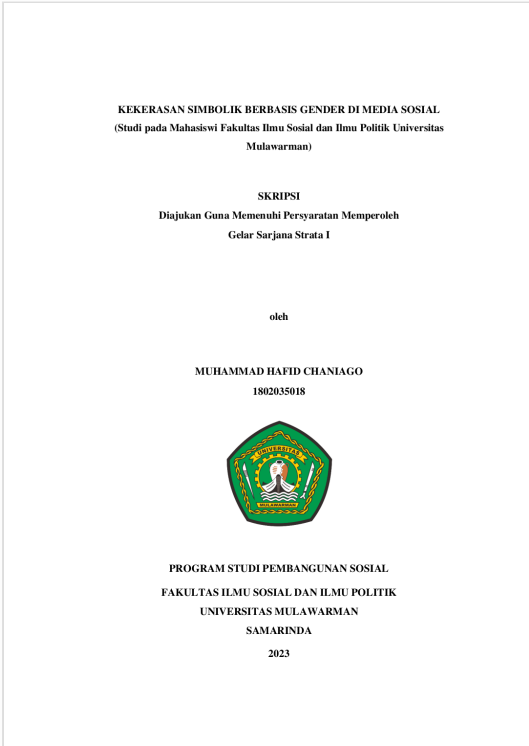 KEKERASAN SIMBOLIK BERBASIS GENDER DI MEDIA SOSIAL
(Studi pada Mahasiswi Fakultas Ilmu Sosial dan Ilmu Politik Universitas
Mulawarman)
SKRIPSI
Diajukan Guna Memenuhi Persyaratan Memperoleh
Gelar Sarjana Strata I
oleh
MUHAMMAD HAFID CHANIAGO
1802035018
UNIVERSITAS
MULAWARMAN
PROGRAM STUDI PEMBANGUNAN SOSIAL
FAKULTAS ILMU SOSIAL DAN ILMU POLITIK
UNIVERSITAS MULAWARMAN
SAMARINDA
2023